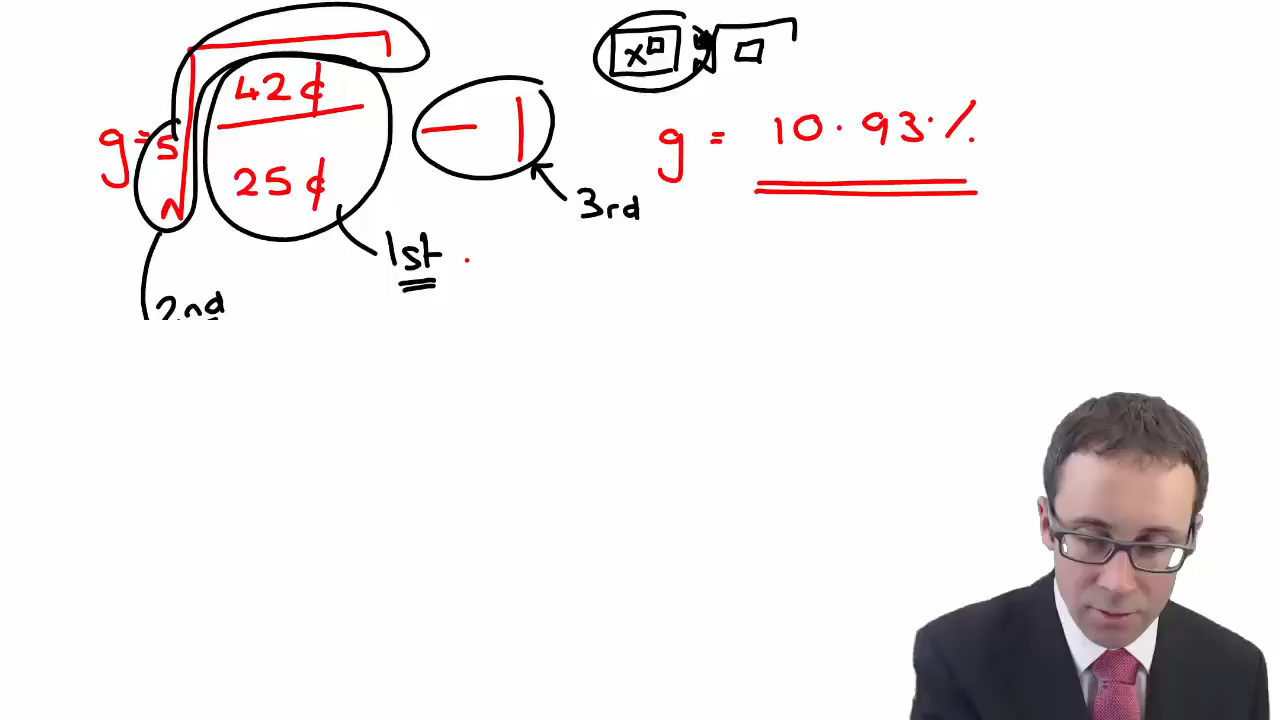 g = 5√ 42¢ / 25¢ − 1
x□ √□
g = 10.93%
3rd
1st
2nd